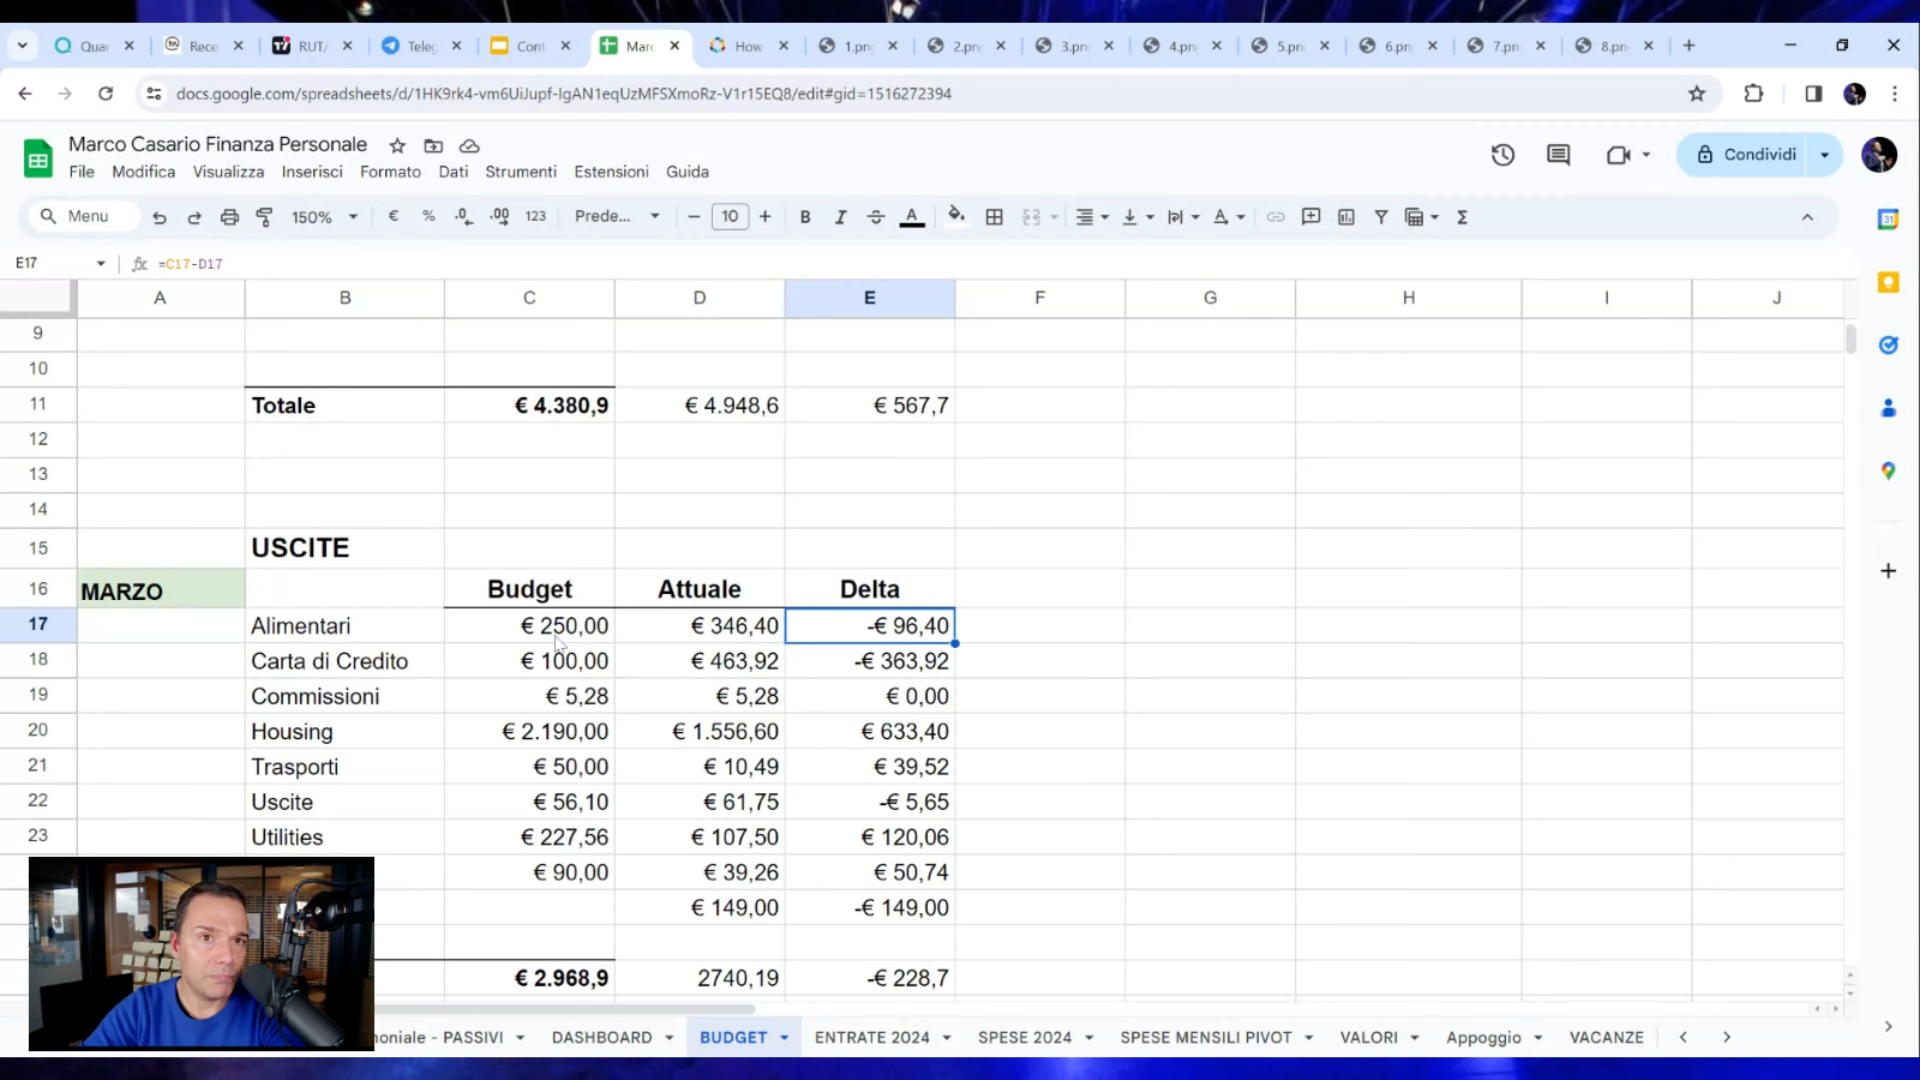 Quar
Rece
RUT/
Teleg
Cont
Marc
How
1.pn
2.pn
3.pn
4.pn
5.pn
6.pn
7.pn
8.pn
docs.google.com/spreadsheets/d/1HK9rk4-vm6UiJupf-IgAN1eqUzMFSXmoRz-V1r15EQ8/edit#gid=1516272394
Marco Casario Finanza Personale
File Modifica Visualizza Inserisci Formato Dati Strumenti Estensioni Guida
Condividi
Menu 150% € % .0 .00 123 Prede... 10 B I A
E17 =C17-D17
A B C D E F G H I J
9
10
11 Totale € 4.380,9 € 4.948,6 € 567,7
12
13
14
15 USCITE
16 MARZO Budget Attuale Delta
17 Alimentari € 250,00 € 346,40 -€ 96,40
18 Carta di Credito € 100,00 € 463,92 -€ 363,92
19 Commissioni € 5,28 € 5,28 € 0,00
20 Housing € 2.190,00 € 1.556,60 € 633,40
21 Trasporti € 50,00 € 10,49 € 39,52
22 Uscite € 56,10 € 61,75 -€ 5,65
23 Utilities € 227,56 € 107,50 € 120,06
€ 90,00 € 39,26 € 50,74
€ 149,00 -€ 149,00
€ 2.968,9 2740,19 -€ 228,7
moniale - PASSIVI DASHBOARD BUDGET ENTRATE 2024 SPESE 2024 SPESE MENSILI PIVOT VALORI Appoggio VACANZE